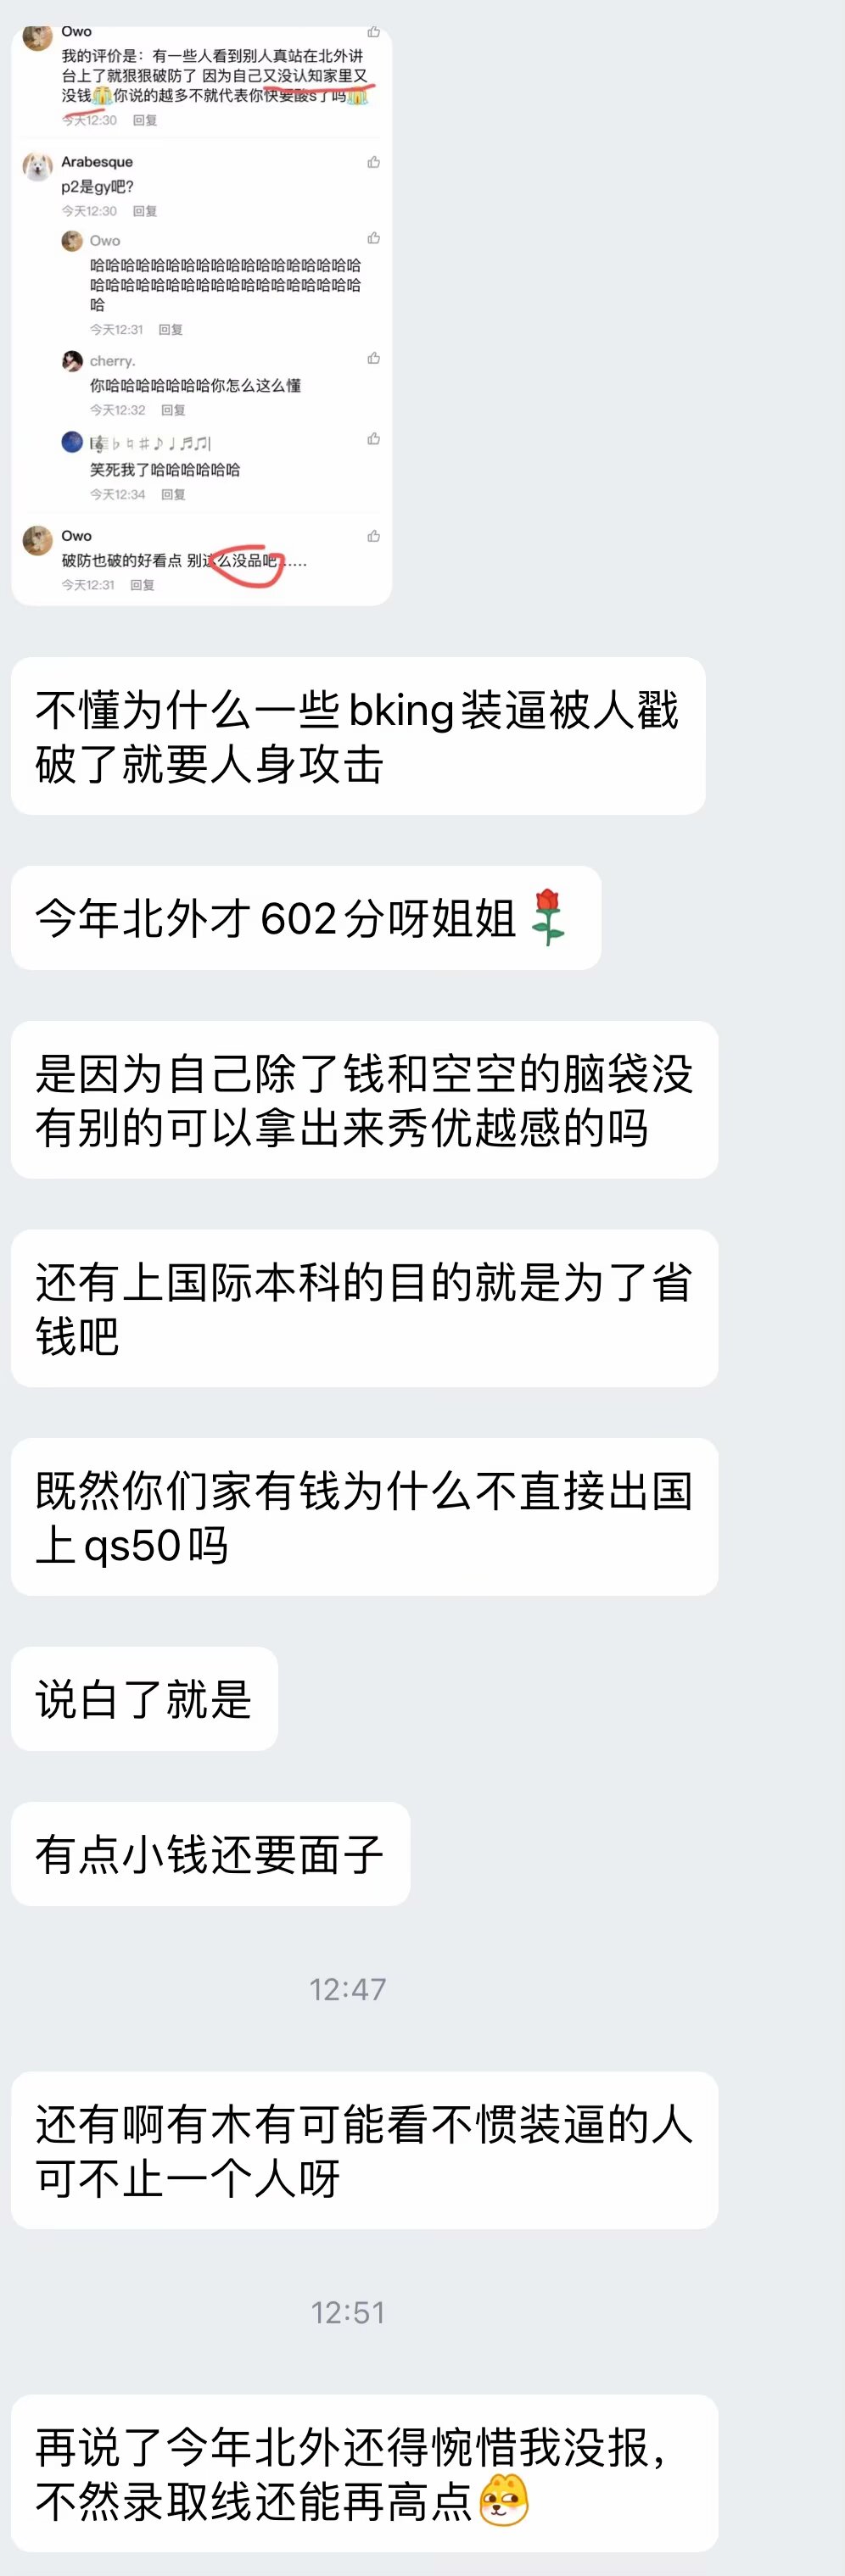 Owo
我的评价是：有一些人看到别人真站在北外讲
台上了就狠狠破防了 因为自己又没认知家里又
没钱😭你说的越多不就代表你快要酸s了吗😭
今天12:30 回复
Arabesque
p2是gy吧?
今天12:30 回复
Owo
哈哈哈哈哈哈哈哈哈哈哈哈哈哈哈哈哈哈
哈哈哈哈哈哈哈哈哈哈哈哈哈哈哈哈哈哈
哈
今天12:31 回复
cherry.
你哈哈哈哈哈哈哈你怎么这么懂
今天12:32 回复
笑死我了哈哈哈哈哈哈
今天12:34 回复
Owo
破防也破的好看点 别这么没品吧......
今天12:31 回复
不懂为什么一些bking装逼被人戳
破了就要人身攻击
今年北外才602分呀姐姐🌹
是因为自己除了钱和空空的脑袋没
有别的可以拿出来秀优越感的吗
还有上国际本科的目的就是为了省
钱吧
既然你们家有钱为什么不直接出国
上qs50吗
说白了就是
有点小钱还要面子
12:47
还有啊有木有可能看不惯装逼的人
可不止一个人呀
12:51
再说了今年北外还得惋惜我没报，
不然录取线还能再高点